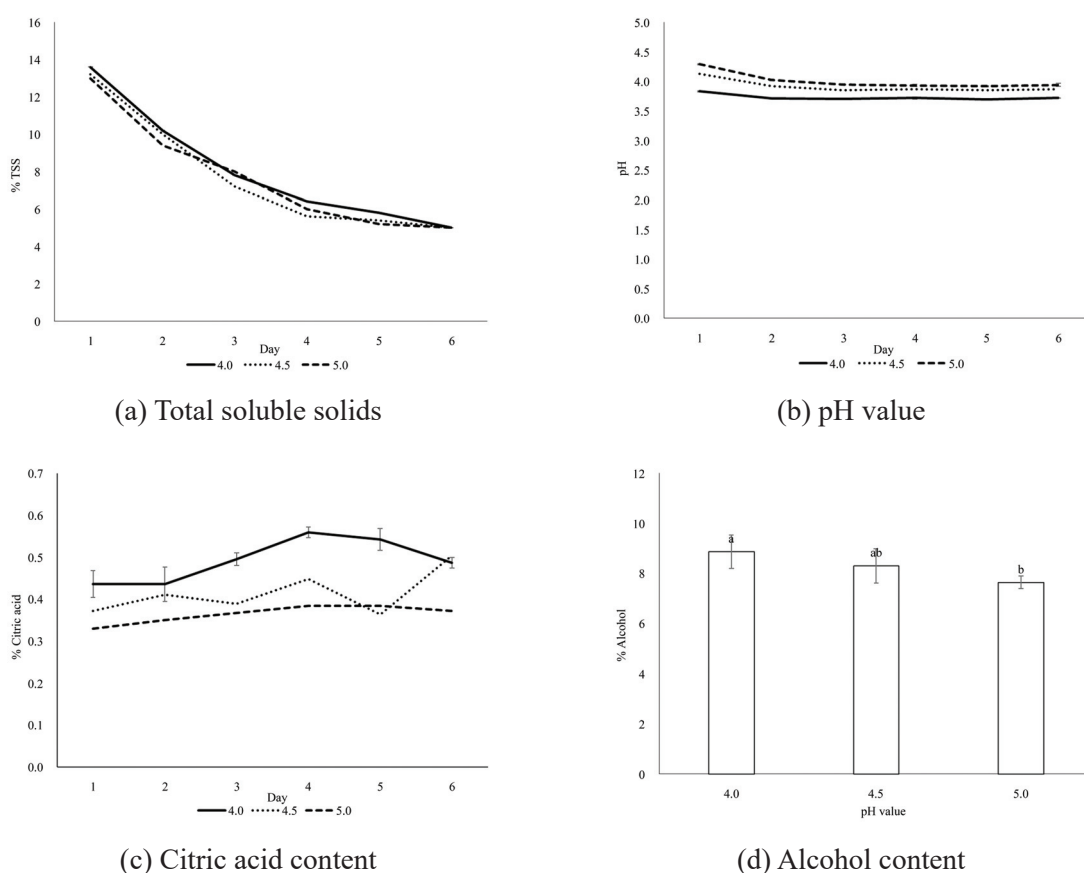 16
14
12
10
8
6
4
2
0
% TSS
1 2 3 4 5 6
Day
4.0 4.5 5.0
(a) Total soluble solids
5.0
4.5
4.0
3.5
3.0
2.5
2.0
1.5
1.0
0.5
0.0
pH
1 2 3 4 5 6
Day
4.0 4.5 5.0
(b) pH value
0.7
0.6
0.5
0.4
0.3
0.2
0.1
0.0
% Citric acid
1 2 3 4 5 6
Day
4.0 4.5 5.0
(c) Citric acid content
12
10
8
6
4
2
0
% Alcohol
a
ab
b
4.0 4.5 5.0
pH value
(d) Alcohol content